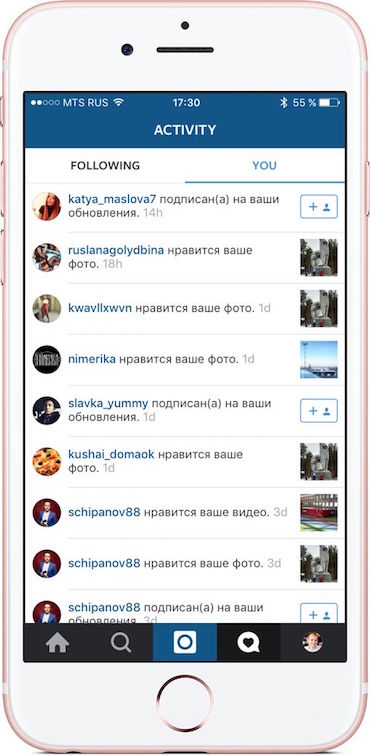 MTS RUS 17:30 55 %
ACTIVITY
FOLLOWING YOU
katya_maslova7 подписан(а) на ваши
обновления. 14h
ruslanagolydbina нравится ваше
фото. 18h
kwavllxwvn нравится ваше фото. 1d
nimerika нравится ваше фото. 1d
slavka_yummy подписан(а) на ваши
обновления. 1d
kushai_domaok нравится ваше
фото. 1d
schipanov88 нравится ваше видео. 3d
schipanov88 нравится ваше фото. 3d
schipanov88 подписан(а) на ваши
обновления. 3d